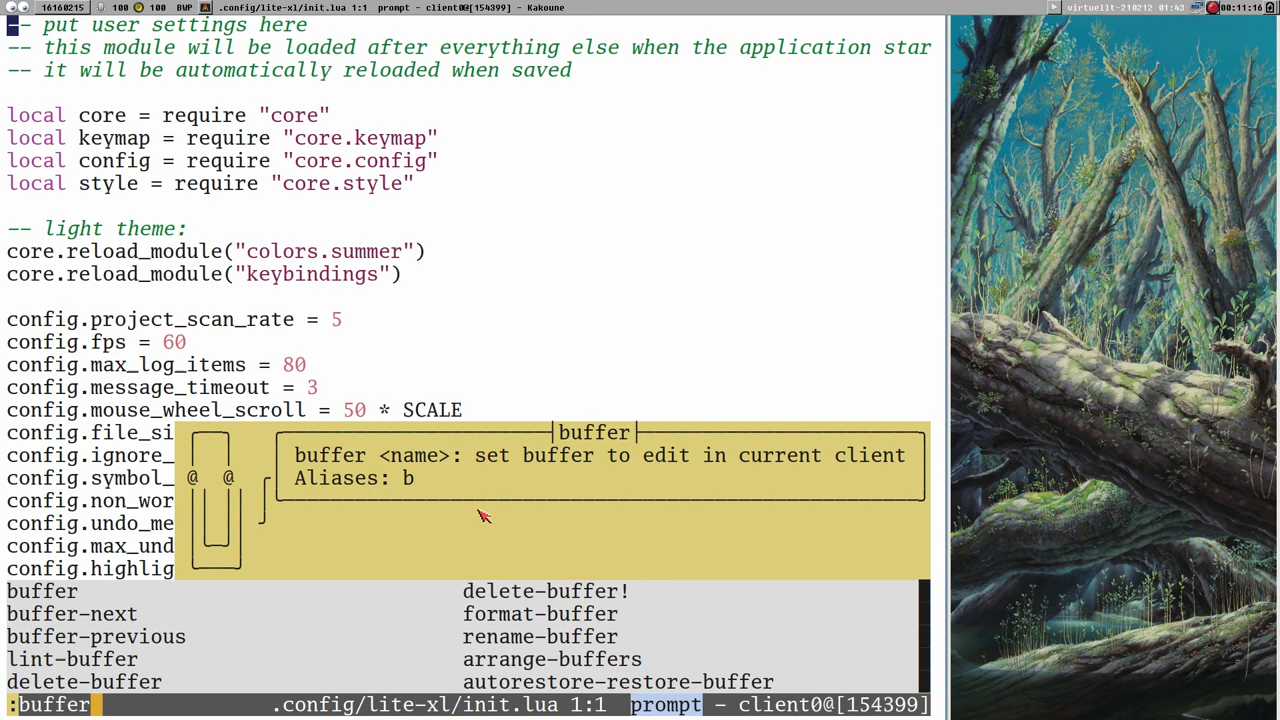 16160215 100 100 BVP .config/lite-xl/init.lua 1:1 prompt - client0@[154399] - Kakoune virtuellt-210212 01:43 00:11:16
-- put user settings here
-- this module will be loaded after everything else when the application star
-- it will be automatically reloaded when saved
local core = require "core"
local keymap = require "core.keymap"
local config = require "core.config"
local style = require "core.style"
-- light theme:
core.reload_module("colors.summer")
core.reload_module("keybindings")
config.project_scan_rate = 5
config.fps = 60
config.max_log_items = 80
config.message_timeout = 3
config.mouse_wheel_scroll = 50 * SCALE
config.file_si
config.ignore_
config.symbol_
config.non_wor
config.undo_me
config.max_und
config.highlig
buffer
buffer <name>: set buffer to edit in current client
Aliases: b
@ @
buffer delete-buffer!
buffer-next format-buffer
buffer-previous rename-buffer
lint-buffer arrange-buffers
delete-buffer autorestore-restore-buffer
:buffer .config/lite-xl/init.lua 1:1 prompt - client0@[154399]